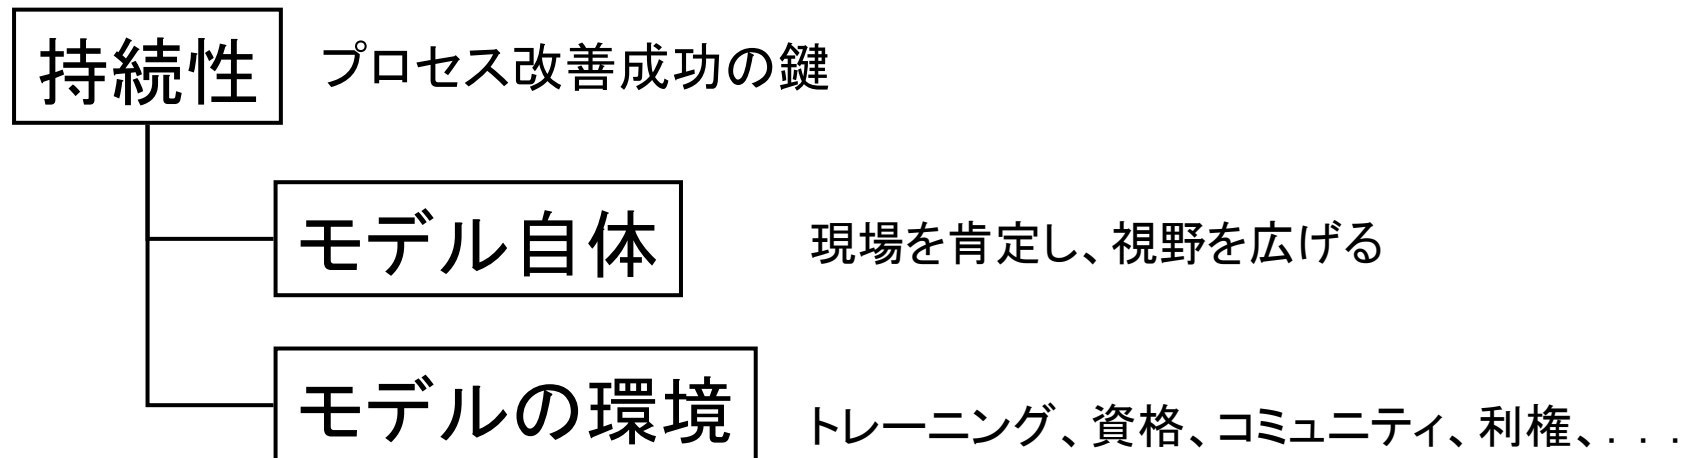 持続性 プロセス改善成功の鍵
モデル自体 現場を肯定し、視野を広げる
モデルの環境 トレーニング、資格、コミュニティ、利権、...